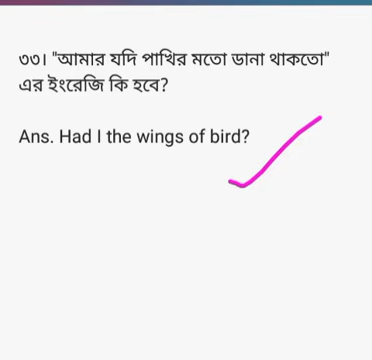 ৩৩। "আমার যদি পাখির মতো ডানা থাকতো"
এর ইংরেজি কি হবে?
Ans. Had I the wings of bird?